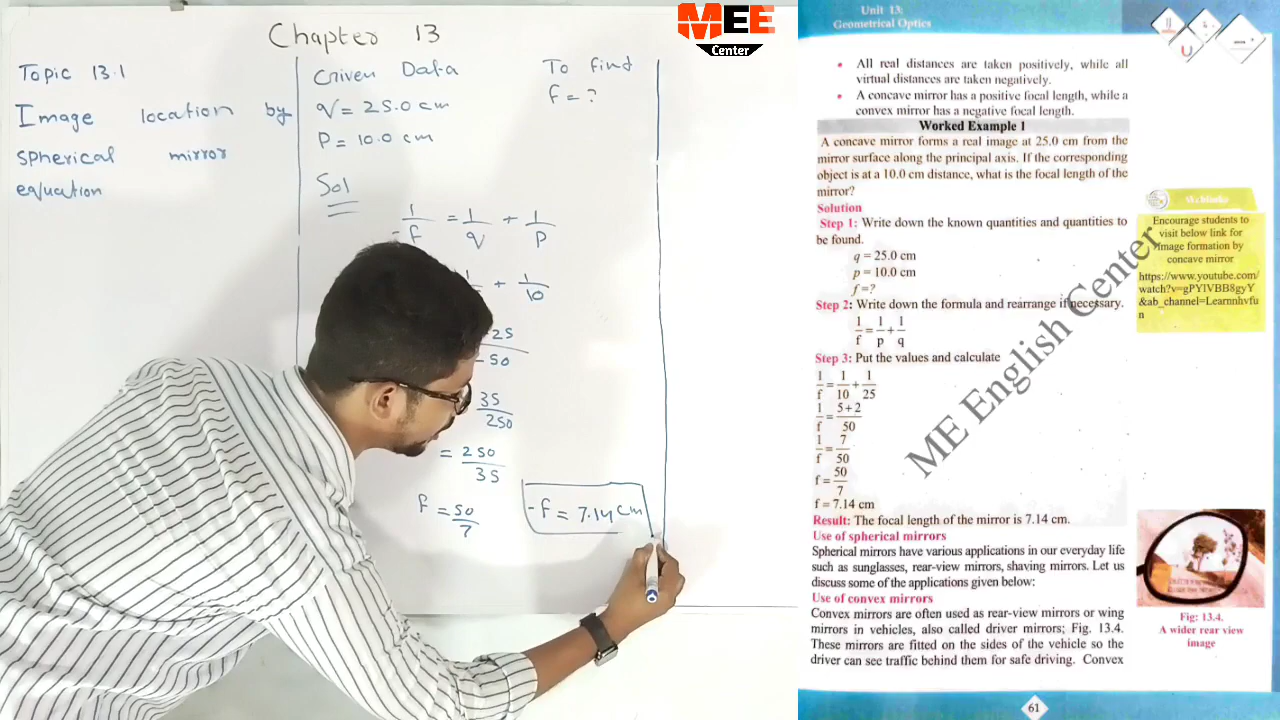 Chapter 13
MEE
Center
Topic 13.1
Image location by
spherical mirror
equation
Given Data
q = 25.0 cm
P = 10.0 cm
To find
f = ?
Sol
1/f = 1/q + 1/p
+ 1/10
25
50
35/250
= 250/35
f = 50/7
f = 7.14 cm
Unit 13:
Geometrical Optics
• All real distances are taken positively, while all
virtual distances are taken negatively.
• A concave mirror has a positive focal length, while a
convex mirror has a negative focal length.
Worked Example 1
A concave mirror forms a real image at 25.0 cm from the
mirror surface along the principal axis. If the corresponding
object is at a 10.0 cm distance, what is the focal length of the
mirror?
Solution
Step 1: Write down the known quantities and quantities to
be found.
q = 25.0 cm
p = 10.0 cm
f =?
Step 2: Write down the formula and rearrange if necessary.
1/f = 1/p + 1/q
Step 3: Put the values and calculate
1/f = 1/10 + 1/25
1/f = 5+2/50
1/f = 7/50
f = 50/7
f = 7.14 cm
Result: The focal length of the mirror is 7.14 cm.
Use of spherical mirrors
Spherical mirrors have various applications in our everyday life
such as sunglasses, rear-view mirrors, shaving mirrors. Let us
discuss some of the applications given below:
Use of convex mirrors
Convex mirrors are often used as rear-view mirrors or wing
mirrors in vehicles, also called driver mirrors; Fig. 13.4.
These mirrors are fitted on the sides of the vehicle so the
driver can see traffic behind them for safe driving. Convex
ME English Center
Weblinks
Encourage students to
visit below link for
Image formation by
concave mirror
https://www.youtube.com/
watch?v=gPYIVBB8gyY
&ab_channel=Learnnhvfu
n
Fig: 13.4.
A wider rear view
image
61